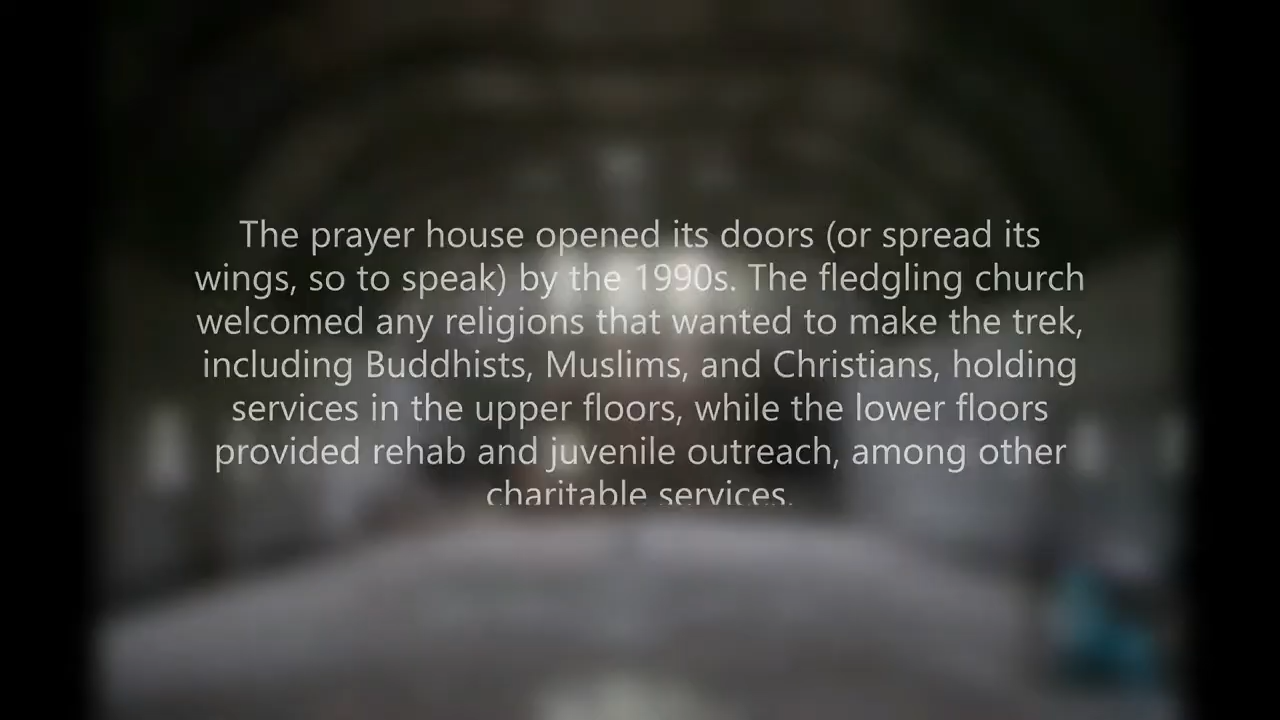 The prayer house opened its doors (or spread its
wings, so to speak) by the 1990s. The fledgling church
welcomed any religions that wanted to make the trek,
including Buddhists, Muslims, and Christians, holding
services in the upper floors, while the lower floors
provided rehab and juvenile outreach, among other
charitable services.